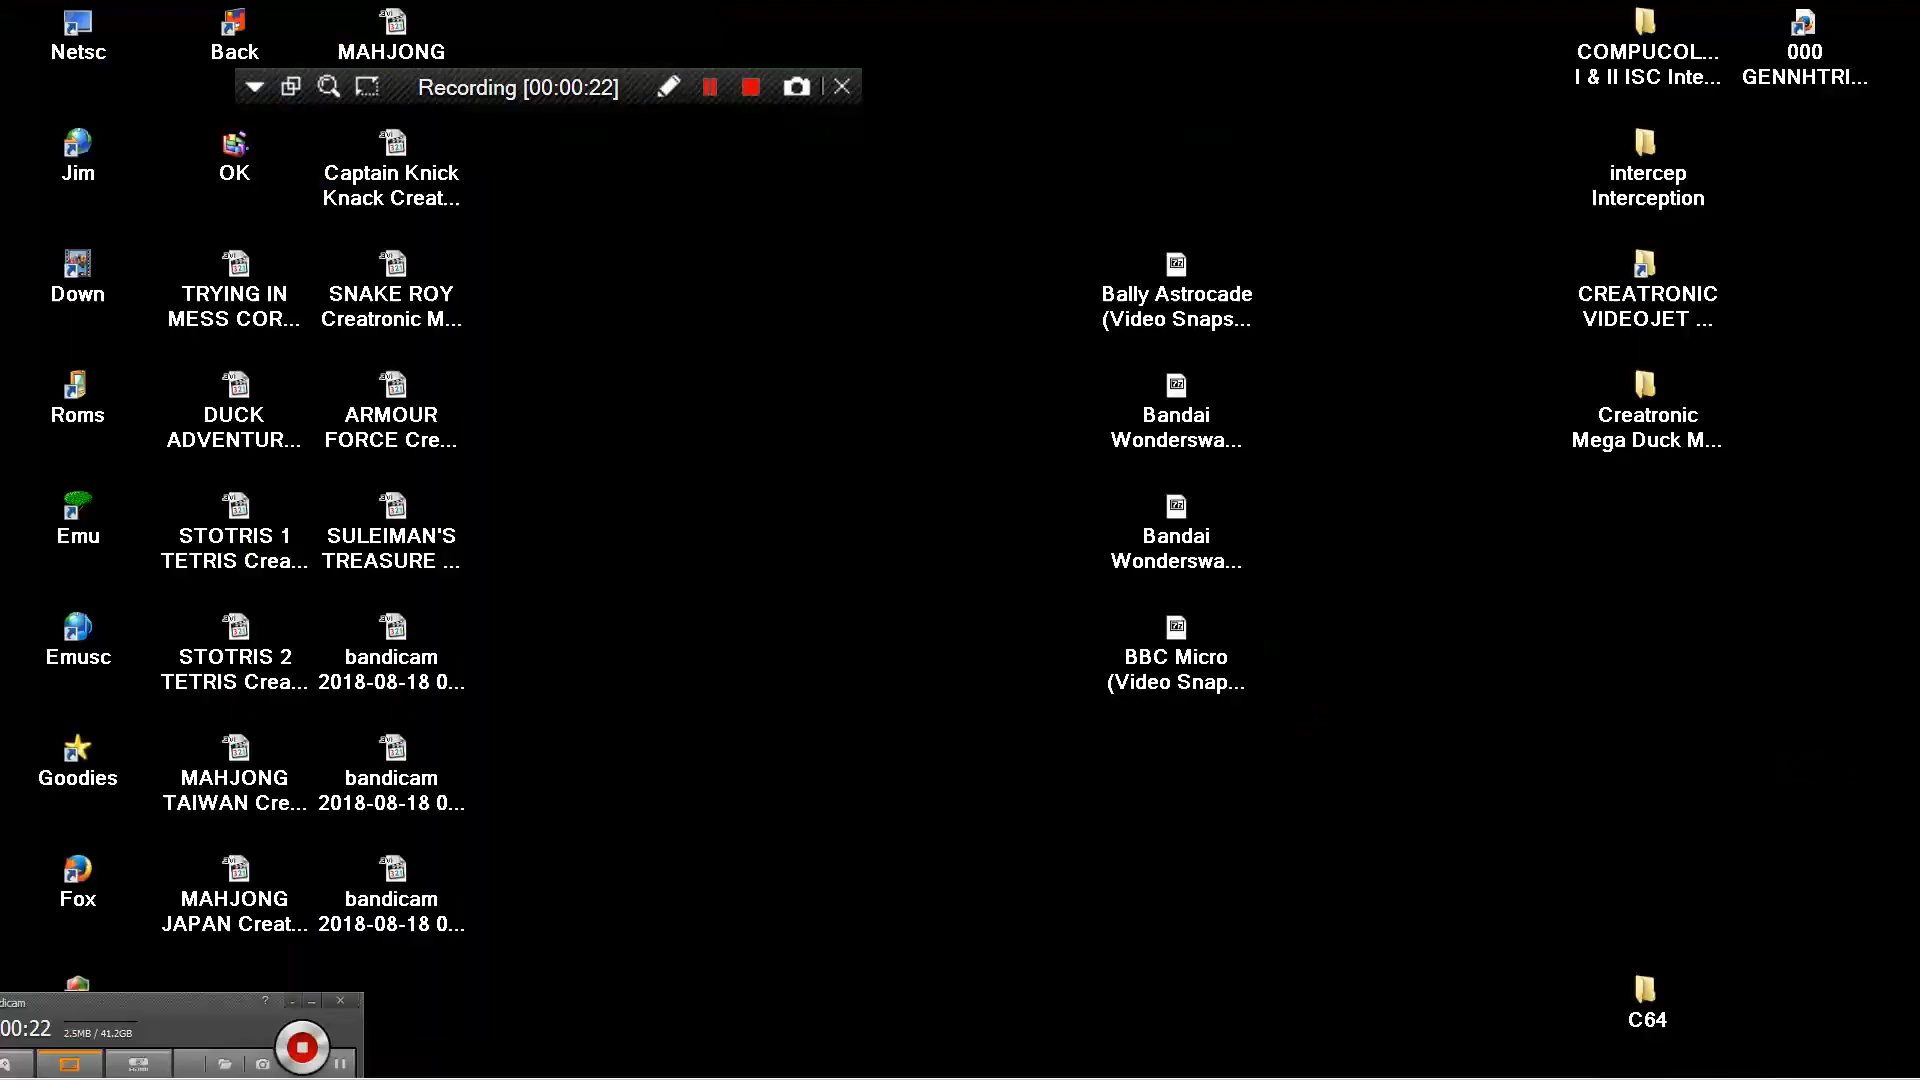 Netsc
Back
MAHJONG
COMPUCOL...
I & II ISC Inte...
000
GENNHTRI...
Recording [00:00:22]
Jim
OK
Captain Knick
Knack Creat...
intercep
Interception
Down
TRYING IN
MESS COR...
SNAKE ROY
Creatronic M...
Bally Astrocade
(Video Snaps...
CREATRONIC
VIDEOJET ...
Roms
DUCK
ADVENTUR...
ARMOUR
FORCE Cre...
Bandai
Wonderswa...
Creatronic
Mega Duck M...
Emu
STOTRIS 1
TETRIS Crea...
SULEIMAN'S
TREASURE ...
Bandai
Wonderswa...
Emusc
STOTRIS 2
TETRIS Crea...
bandicam
2018-08-18 0...
BBC Micro
(Video Snap...
Goodies
MAHJONG
TAIWAN Cre...
bandicam
2018-08-18 0...
Fox
MAHJONG
JAPAN Creat...
bandicam
2018-08-18 0...
dicam
00:22
2.5MB / 41.2GB
C64